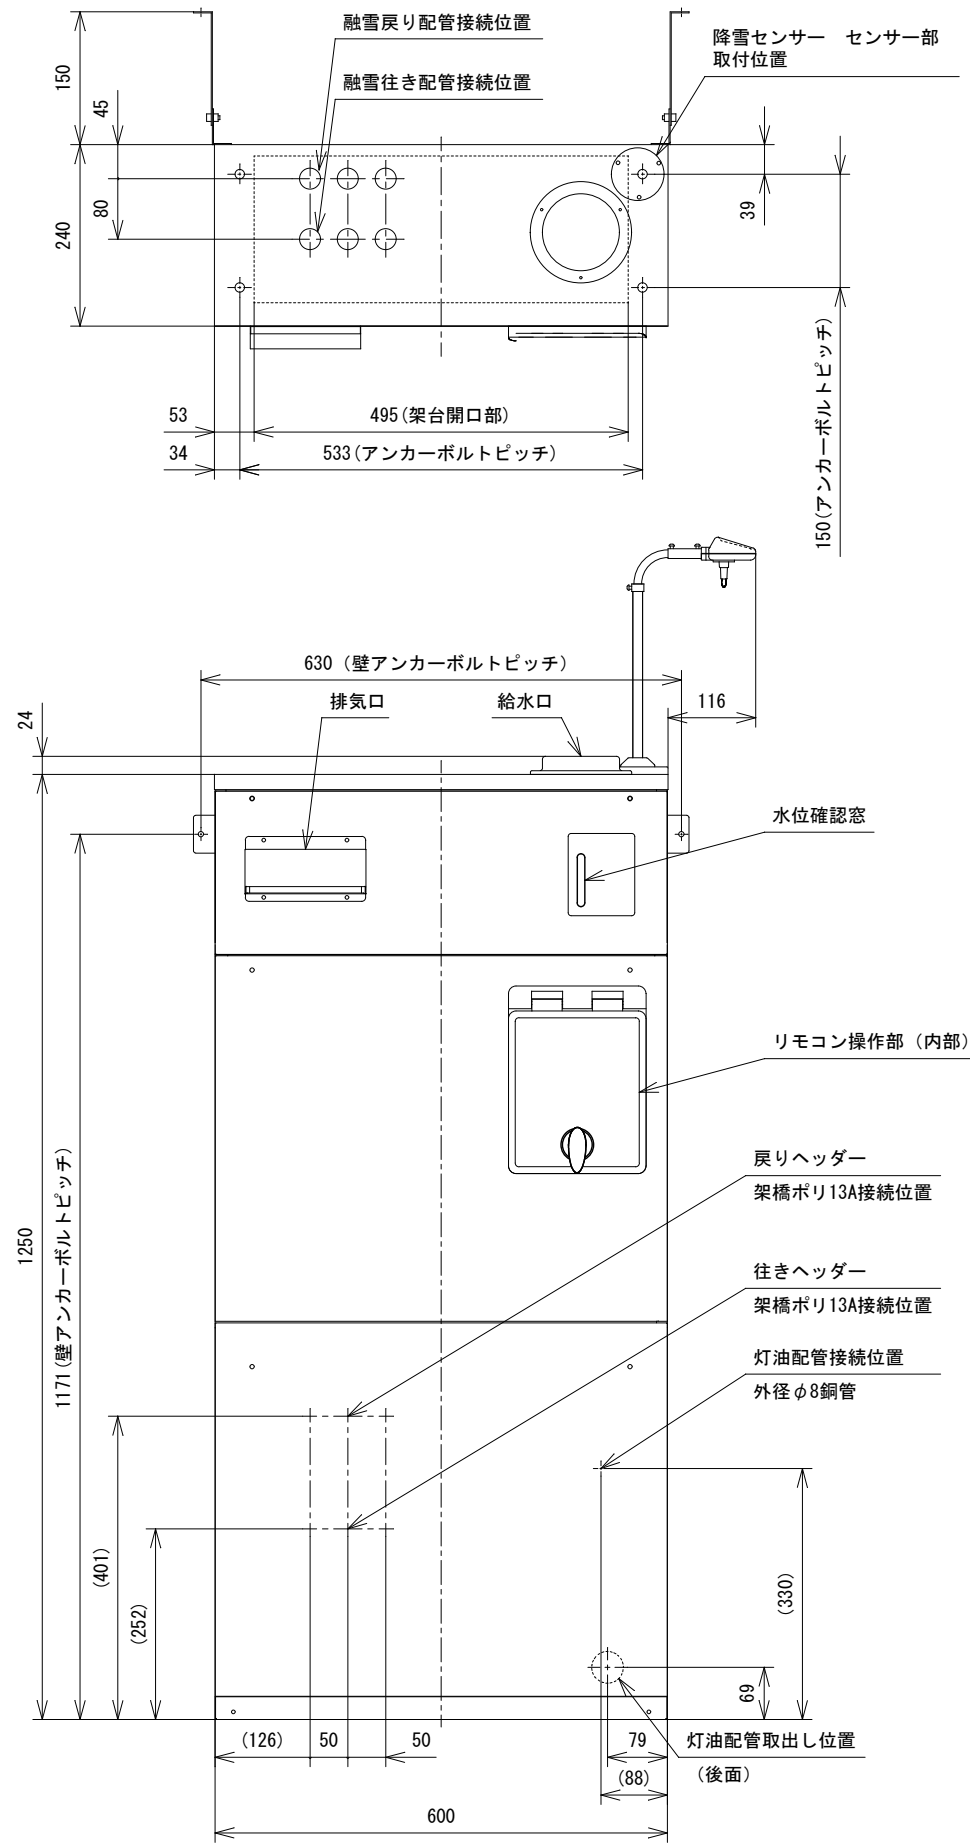 融雪戻り配管接続位置
降雪センサー　センサー部
取付位置
融雪往き配管接続位置
150
45
80
240
39
53
495(架台開口部)
34
533(アンカーボルトピッチ)
150(アンカーボルトピッチ)
630（壁アンカーボルトピッチ）
排気口
給水口
116
24
水位確認窓
リモコン操作部（内部）
戻りヘッダー
架橋ポリ13A接続位置
往きヘッダー
架橋ポリ13A接続位置
灯油配管接続位置
外径φ8銅管
1250
1171(壁アンカーボルトピッチ)
(401)
(252)
(330)
69
(126)
50
50
79
灯油配管取出し位置
（後面）
(88)
600